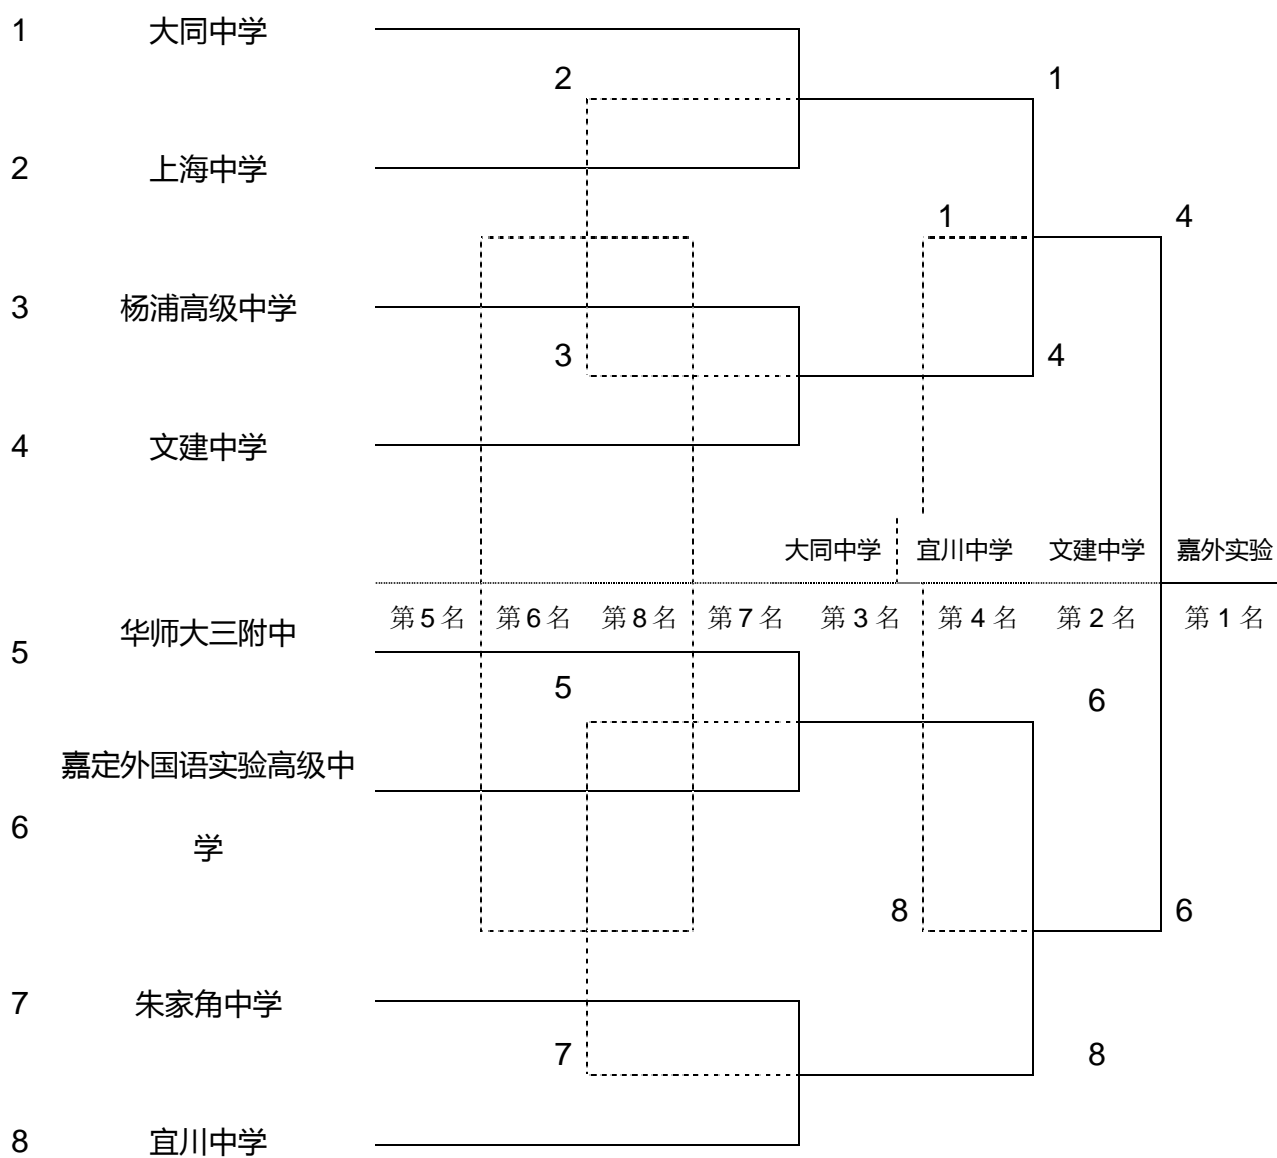 1 大同中学
2 1
2 上海中学
1 4
3 杨浦高级中学
3 4
4 文建中学
大同中学 宜川中学 文建中学 嘉外实验
第5名 第6名 第8名 第7名 第3名 第4名 第2名 第1名
5 华师大三附中
5 6
嘉定外国语实验高级中
6 学
8 6
7 朱家角中学
7 8
8 宜川中学